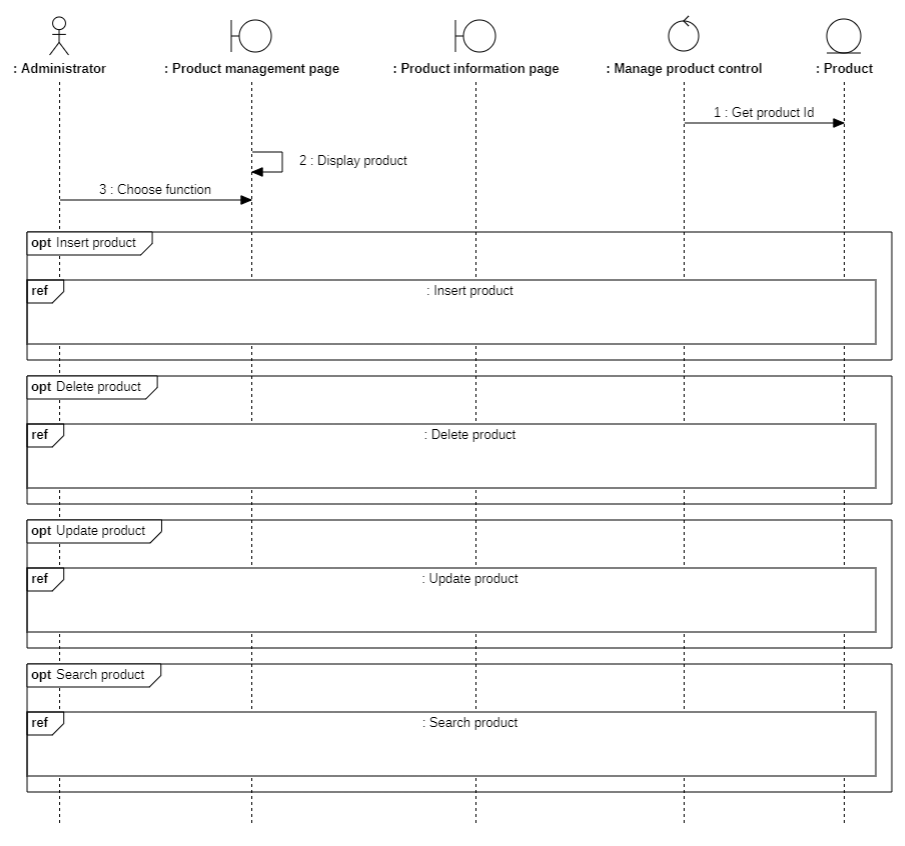 : Administrator
: Product management page
: Product information page
: Manage product control
: Product
1 : Get product Id
2 : Display product
3 : Choose function
opt Insert product
ref
: Insert product
opt Delete product
ref
: Delete product
opt Update product
ref
: Update product
opt Search product
ref
: Search product